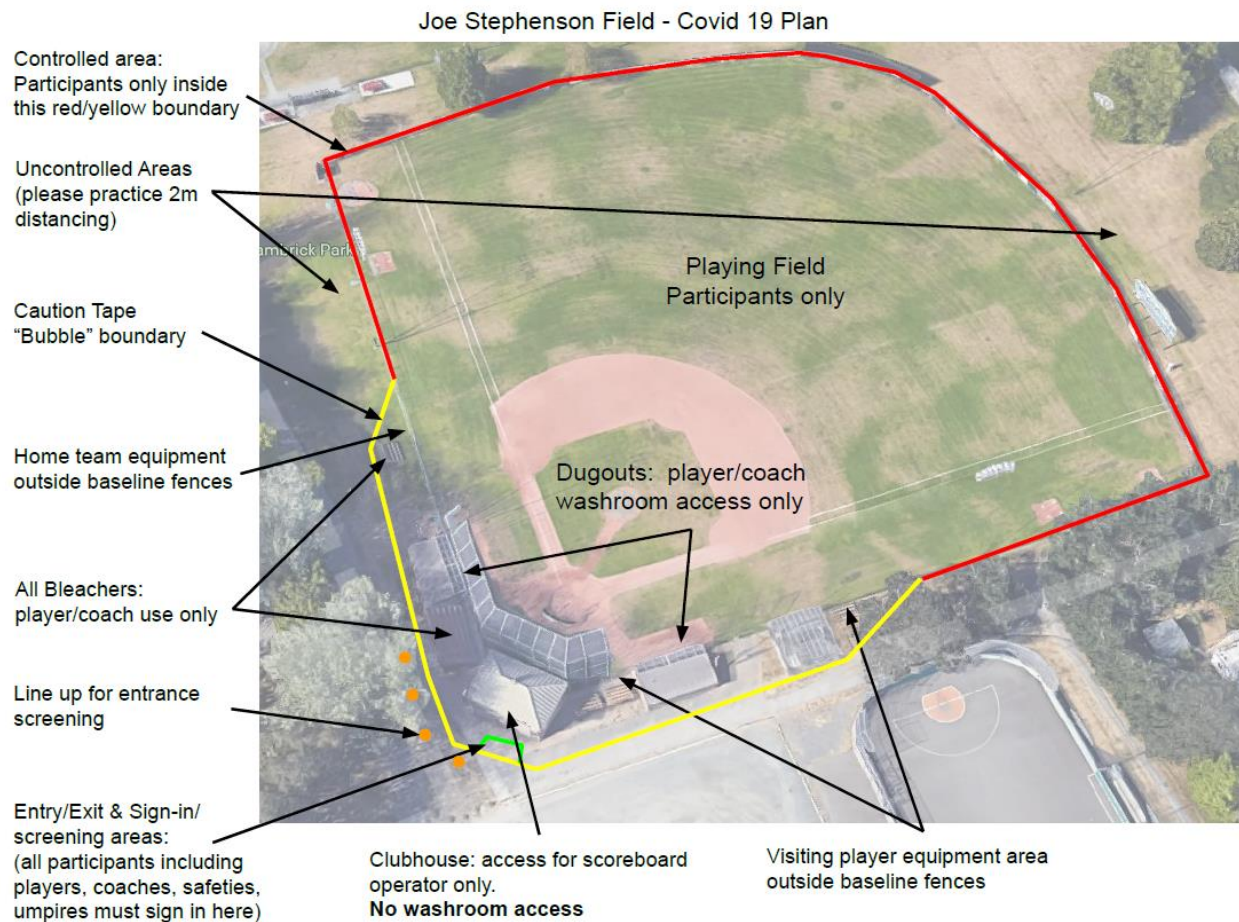 Joe Stephenson Field - Covid 19 Plan
Controlled area:
Participants only inside
this red/yellow boundary
Uncontrolled Areas
(please practice 2m
distancing)
ambrick Park
Caution Tape
“Bubble” boundary
Playing Field
Participants only
Home team equipment
outside baseline fences
Dugouts: player/coach
washroom access only
All Bleachers:
player/coach use only
Line up for entrance
screening
Entry/Exit & Sign-in/
screening areas:
(all participants including
players, coaches, safeties,
umpires must sign in here)
Clubhouse: access for scoreboard
operator only.
No washroom access
Visiting player equipment area
outside baseline fences